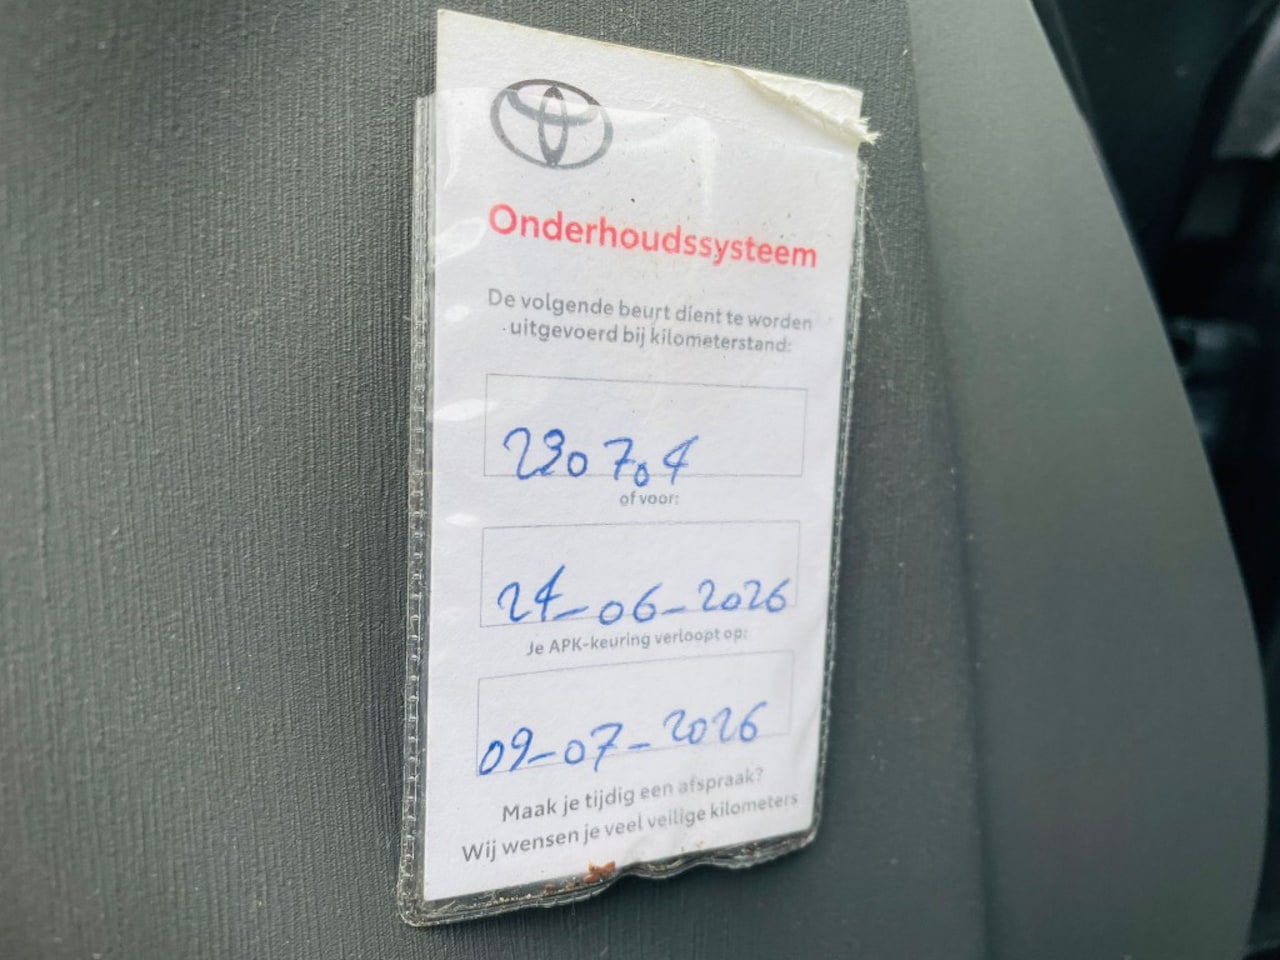 Onderhoudssysteem
De volgende beurt dient te worden
uitgevoerd bij kilometerstand:
230704
of voor:
24-06-2026
Je APK-keuring verloopt op:
09-07-2026
Maak je tijdig een afspraak?
Wij wensen je veel veilige kilometers